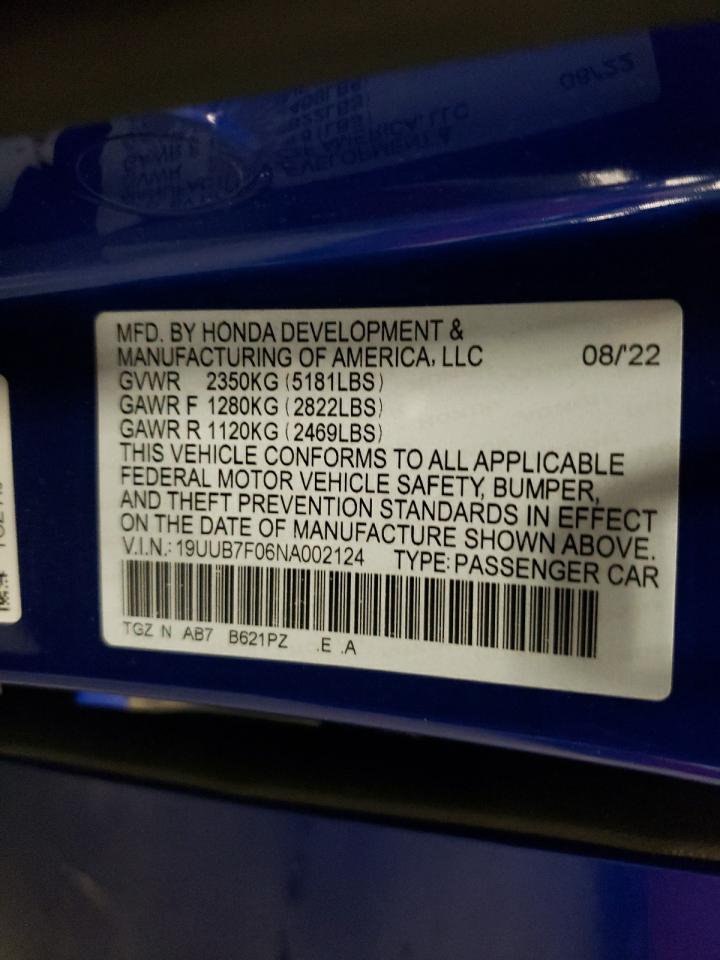 MFD. BY HONDA DEVELOPMENT &
MANUFACTURING OF AMERICA, LLC 08/'22
GVWR 2350KG (5181LBS)
GAWR F 1280KG (2822LBS)
GAWR R 1120KG (2469LBS)
THIS VEHICLE CONFORMS TO ALL APPLICABLE
FEDERAL MOTOR VEHICLE SAFETY, BUMPER,
AND THEFT PREVENTION STANDARDS IN EFFECT
ON THE DATE OF MANUFACTURE SHOWN ABOVE.
V.I.N.: 19UUB7F06NA002124 TYPE: PASSENGER CAR
TGZ N AB7 B621PZ .E .A